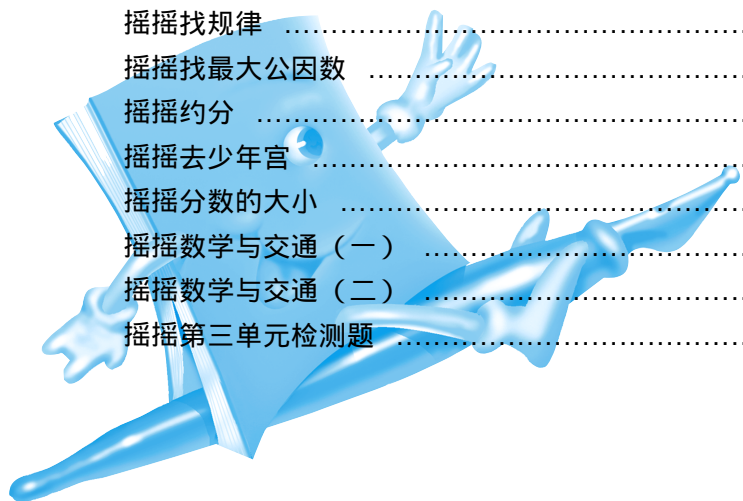 摇摇找规律 ………………………………………
摇摇找最大公因数 ………………………………
摇摇约分 …………………………………………
摇摇去少年宫 ……………………………………
摇摇分数的大小 …………………………………
摇摇数学与交通（一） …………………………
摇摇数学与交通（二） …………………………
摇摇第三单元检测题 ……………………………